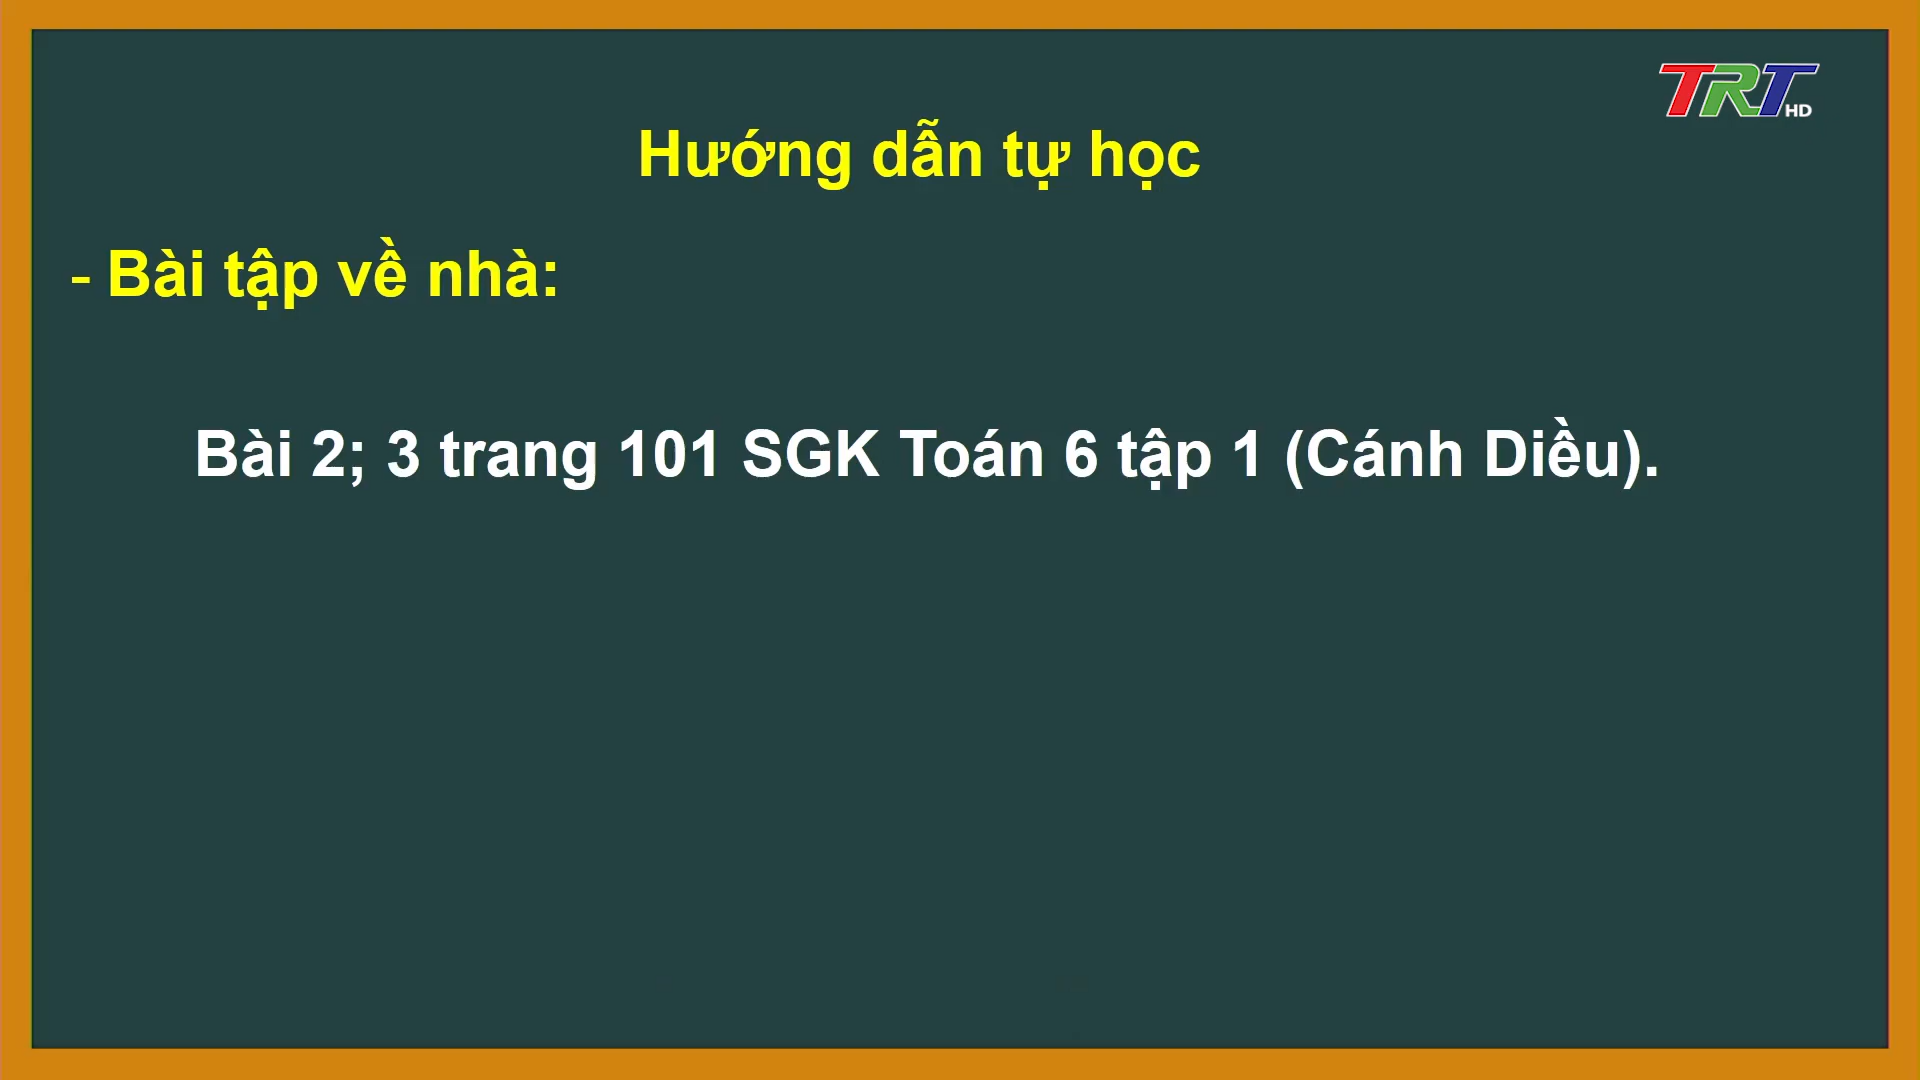 TRT HD
Hướng dẫn tự học
- Bài tập về nhà:
Bài 2; 3 trang 101 SGK Toán 6 tập 1 (Cánh Diều).